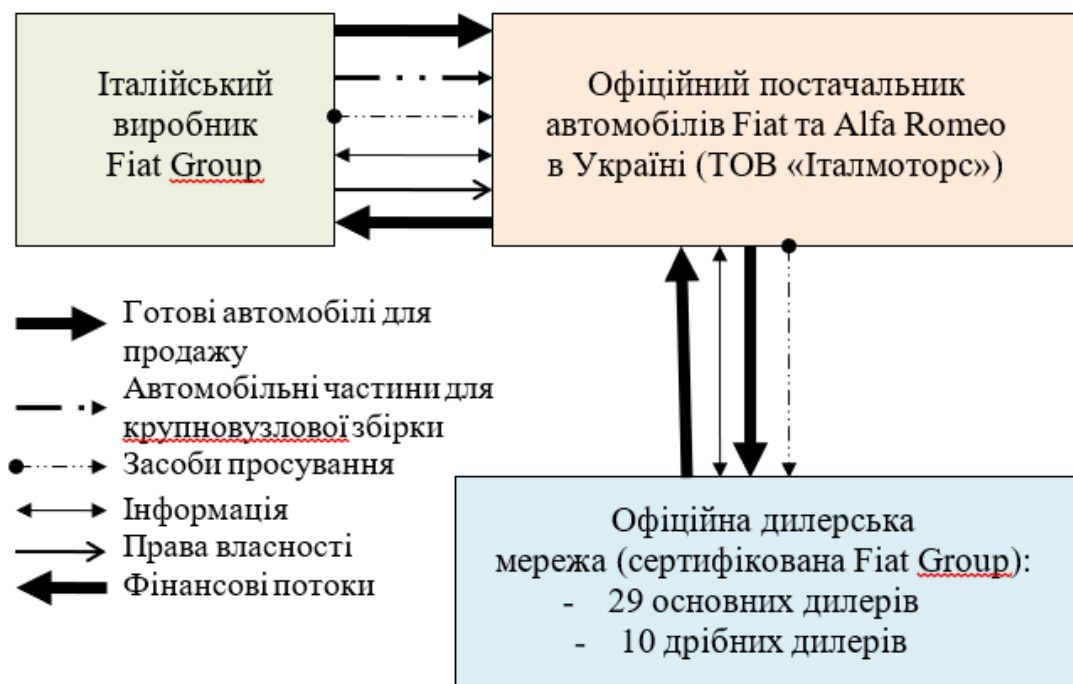 Італійський
виробник
Fiat Group
Офіційний постачальник
автомобілів Fiat та Alfa Romeo
в Україні (ТОВ «Італмоторс»)
Готові автомобілі для
продажу
Автомобільні частини для
крупновузлової збірки
Засоби просування
Інформація
Права власності
Фінансові потоки
Офіційна дилерська
мережа (сертифікована Fiat Group):
- 29 основних дилерів
- 10 дрібних дилерів